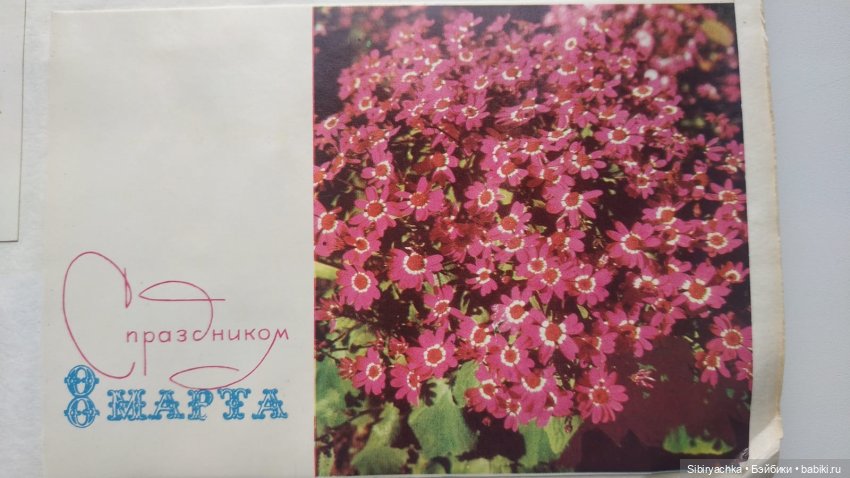 С праздником
8 МАРТА
Sibiryachka • Бэйбики • babiki.ru